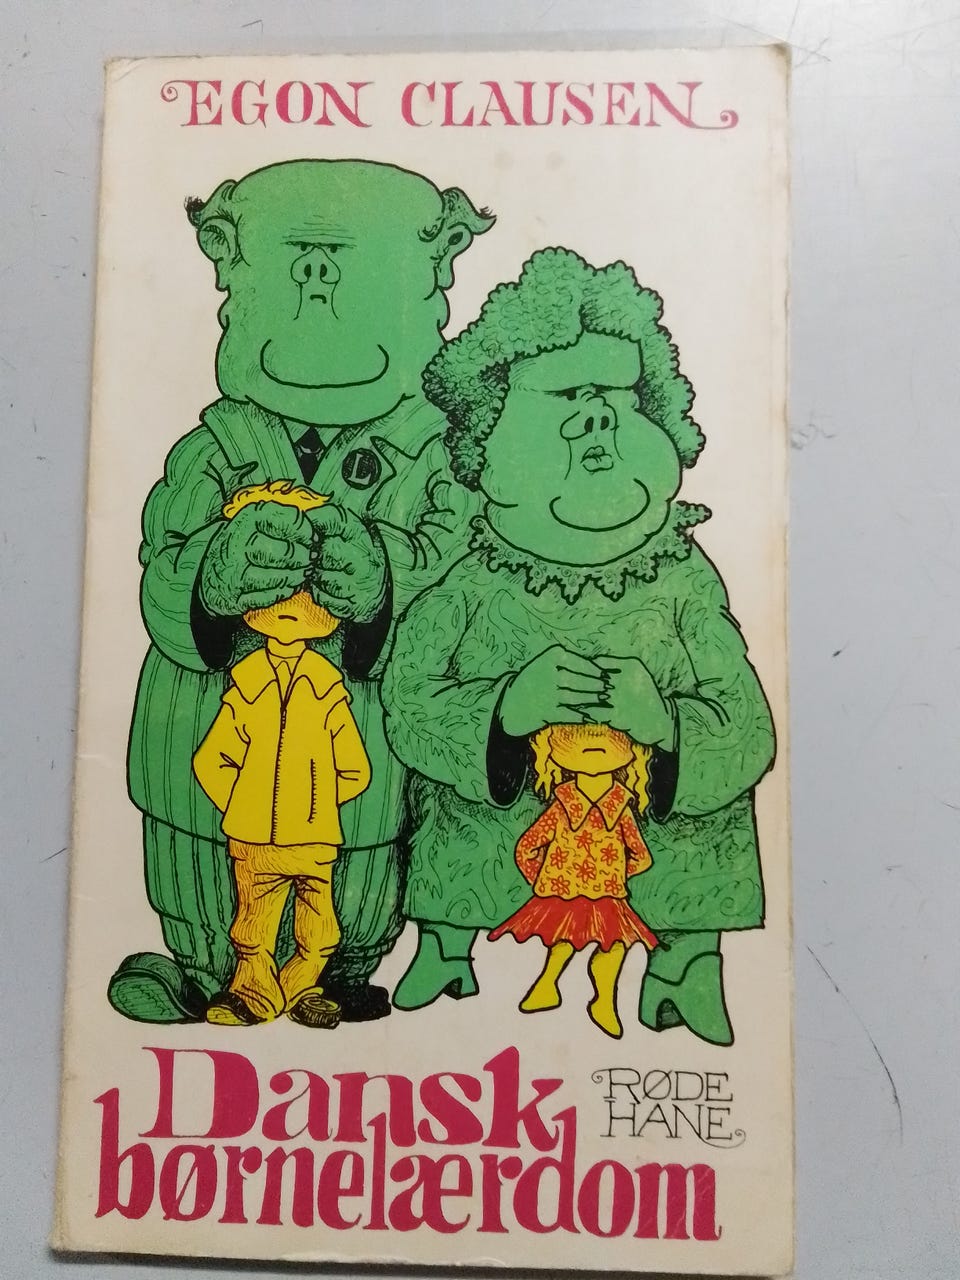 EGON CLAUSEN
L
Dansk
børnelærdom
RØDE
HANE